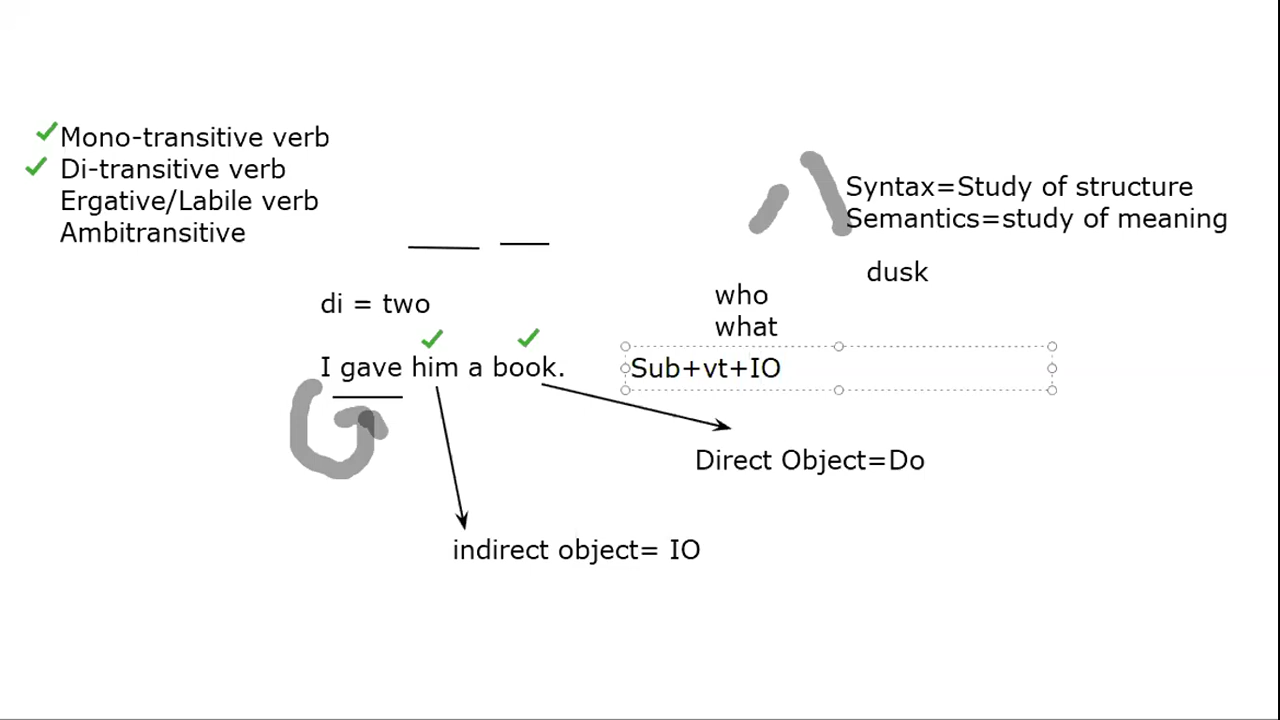 Mono-transitive verb
Di-transitive verb
Ergative/Labile verb
Ambitransitive
Syntax=Study of structure
Semantics=study of meaning
dusk
who
what
di = two
I gave him a book.
Sub+vt+IO
Direct Object=Do
indirect object= IO